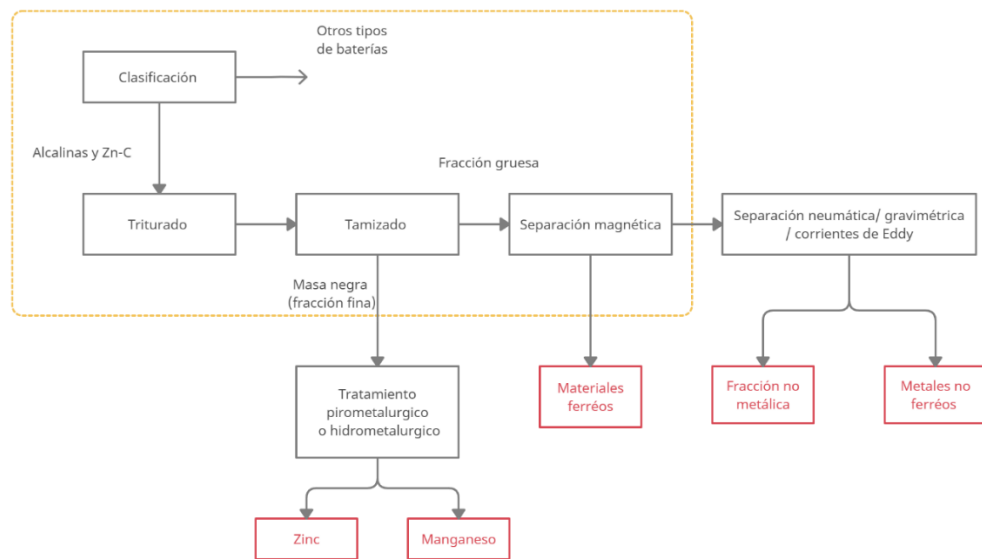 Otros tipos
de baterías
Clasificación
Alcalinas y Zn-C
Fracción gruesa
Triturado
Tamizado
Separación magnética
Separación neumática/ gravimétrica
/ corrientes de Eddy
Masa negra
(fracción fina)
Tratamiento
pirometalurgico
o hidrometalurgico
Materiales
ferréos
Fracción no
metálica
Metales no
ferréos
Zinc
Manganeso